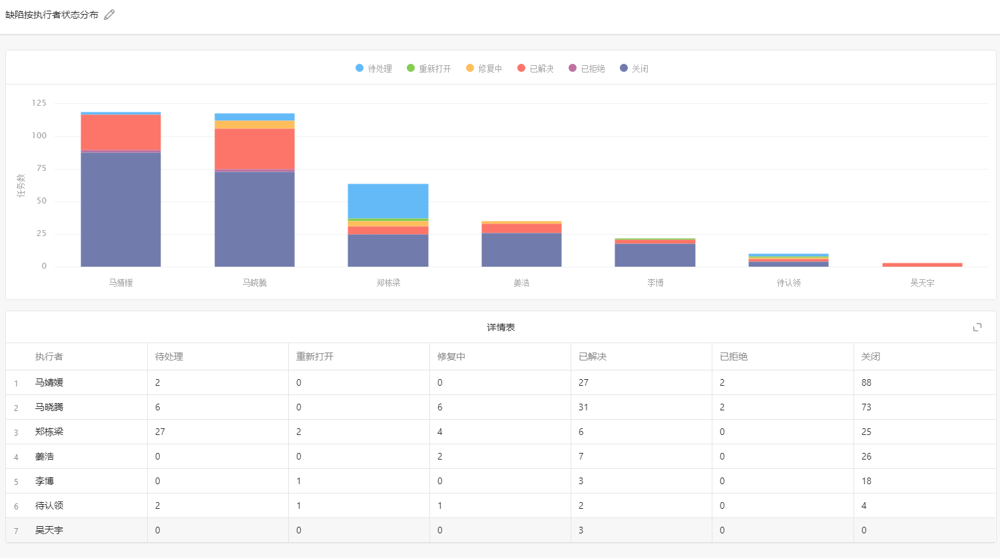 缺陷按执行者状态分布
待处理 重新打开 修复中 已解决 已拒绝 关闭
125
100
75
50
25
0
任务数
马婧媛 马晓腾 郑栋梁 姜浩 李博 待认领 吴天宇
详情表
执行者 待处理 重新打开 修复中 已解决 已拒绝 关闭
1 马婧媛 2 0 0 27 2 88
2 马晓腾 6 0 6 31 2 73
3 郑栋梁 27 2 4 6 0 25
4 姜浩 0 0 2 7 0 26
5 李博 0 1 0 3 0 18
6 待认领 2 1 1 2 0 4
7 吴天宇 0 0 0 3 0 0